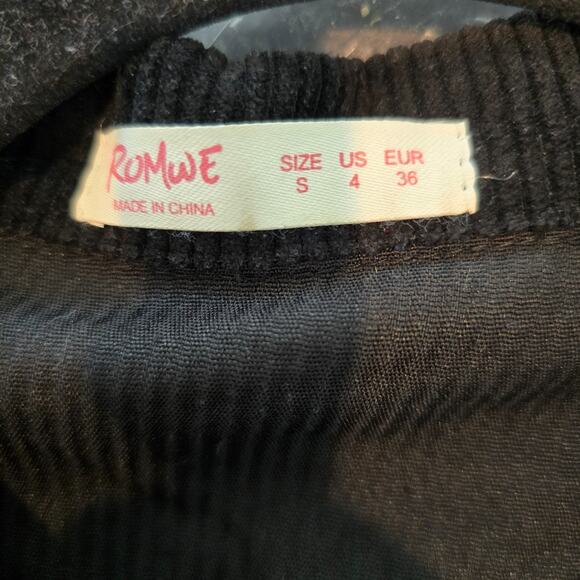 ROMWE
MADE IN CHINA
SIZE US EUR
S 4 36